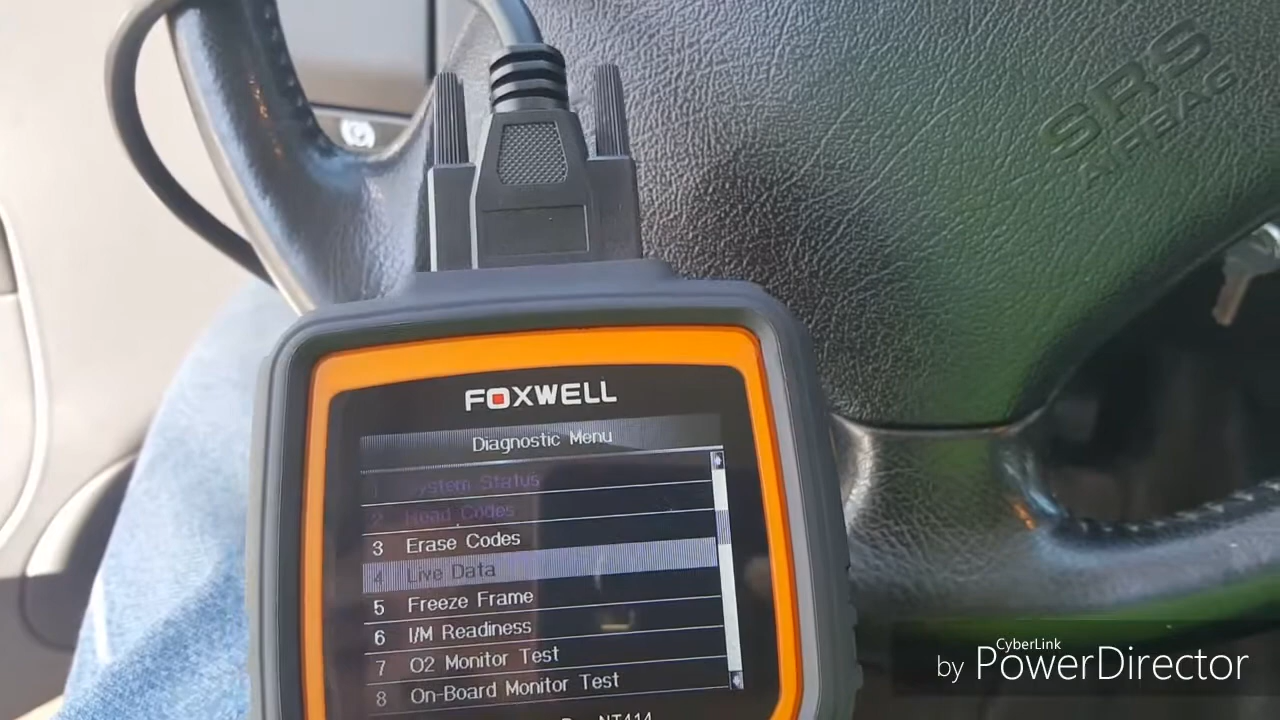 SRS
AIRBAG
FOXWELL
Diagnostic Menu
1 System Status
2 Read Codes
3 Erase Codes
4 Live Data
5 Freeze Frame
6 I/M Readiness
7 O2 Monitor Test
8 On-Board Monitor Test
NT414
CyberLink
by PowerDirector